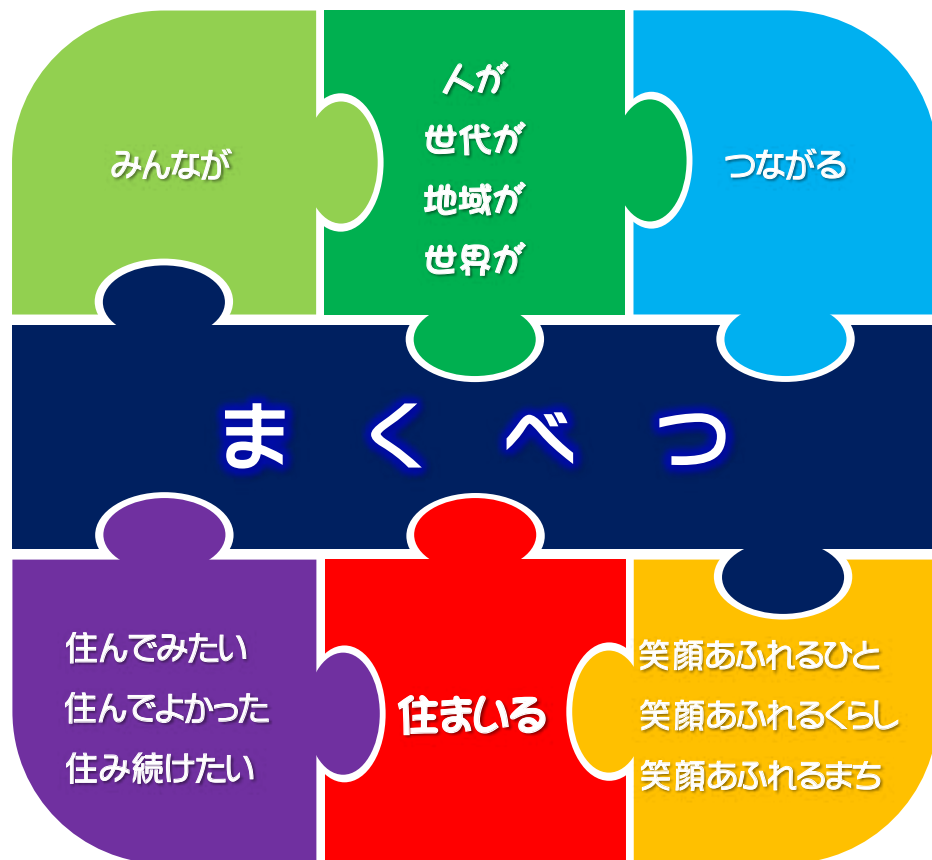 みんなが
人が
世代が
地域が
世界が
つながる
まくべつ
住んでみたい
住んでよかった
住み続けたい
住まいる
笑顔あふれるひと
笑顔あふれるくらし
笑顔あふれるまち